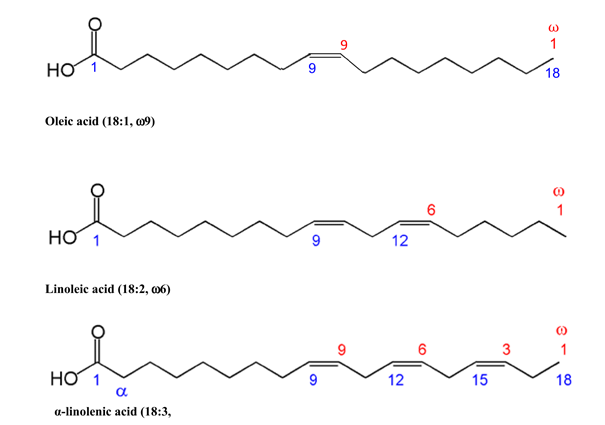 O ω
9 1
HO 1 9 18
Oleic acid (18:1, ω9)
O ω
6 1
HO 1 9 12
Linoleic acid (18:2, ω6)
O ω
9 6 3 1
HO 1 α 9 12 15 18
α-linolenic acid (18:3,